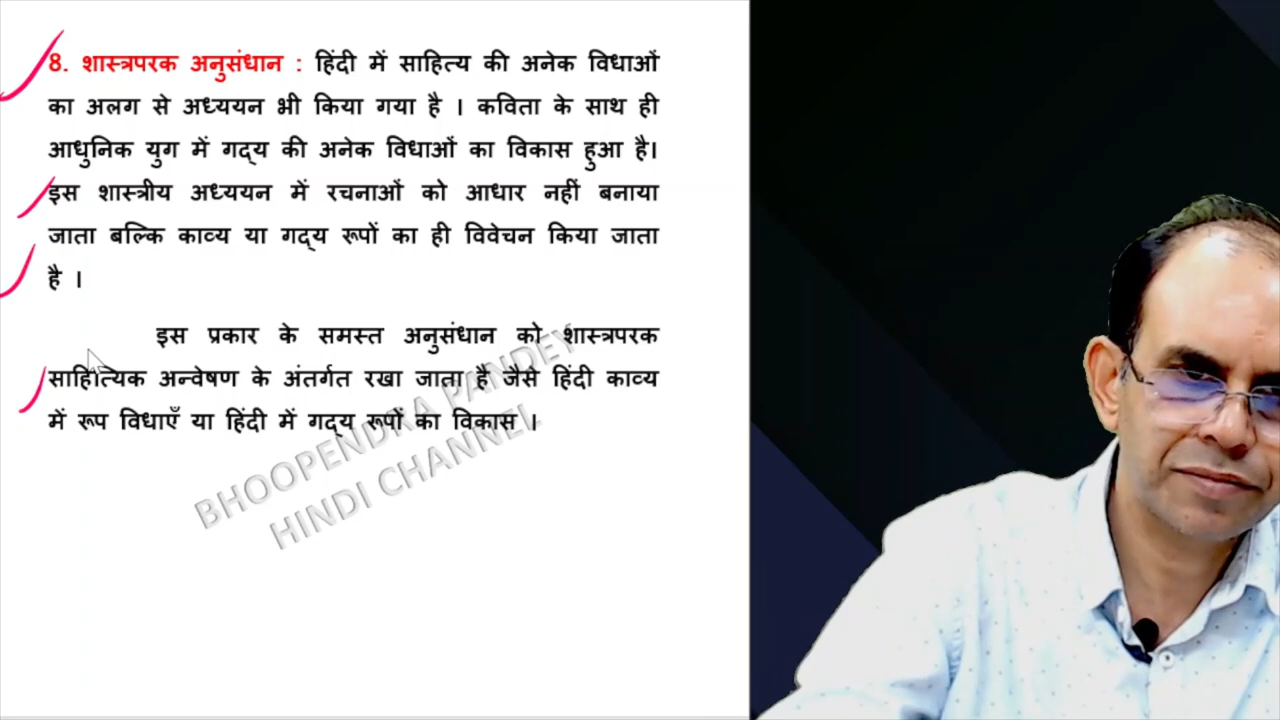 8. शास्त्रपरक अनुसंधान : हिंदी में साहित्य की अनेक विधाओं
का अलग से अध्ययन भी किया गया है । कविता के साथ ही
आधुनिक युग में गद्य की अनेक विधाओं का विकास हुआ है।
इस शास्त्रीय अध्ययन में रचनाओं को आधार नहीं बनाया
जाता बल्कि काव्य या गद्य रूपों का ही विवेचन किया जाता
है ।
इस प्रकार के समस्त अनुसंधान को शास्त्रपरक
साहित्यिक अन्वेषण के अंतर्गत रखा जाता है जैसे हिंदी काव्य
में रूप विधाएँ या हिंदी में गद्य रूपों का विकास ।
BHOOPENDRA PANDEY
HINDI CHANNEL